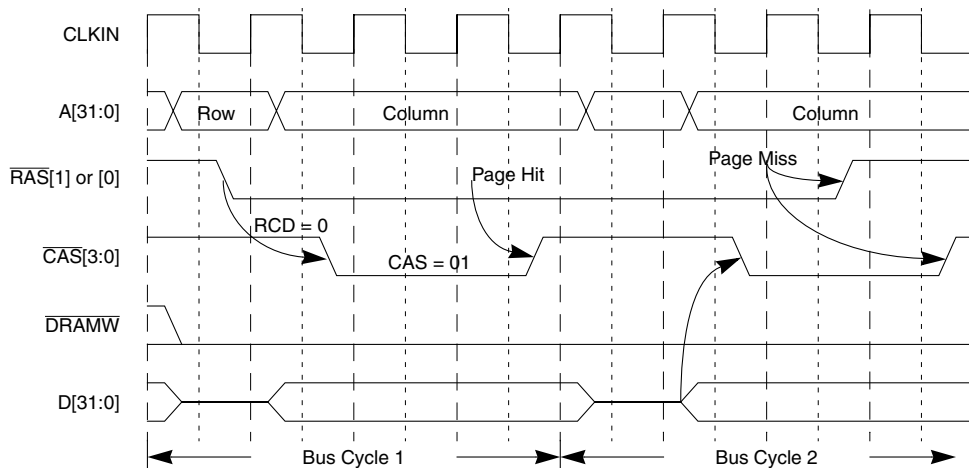 CLKIN
A[31:0]
Row
Column
Column
RAS[1] or [0]
Page Hit
Page Miss
RCD = 0
CAS[3:0]
CAS = 01
DRAMW
D[31:0]
Bus Cycle 1
Bus Cycle 2